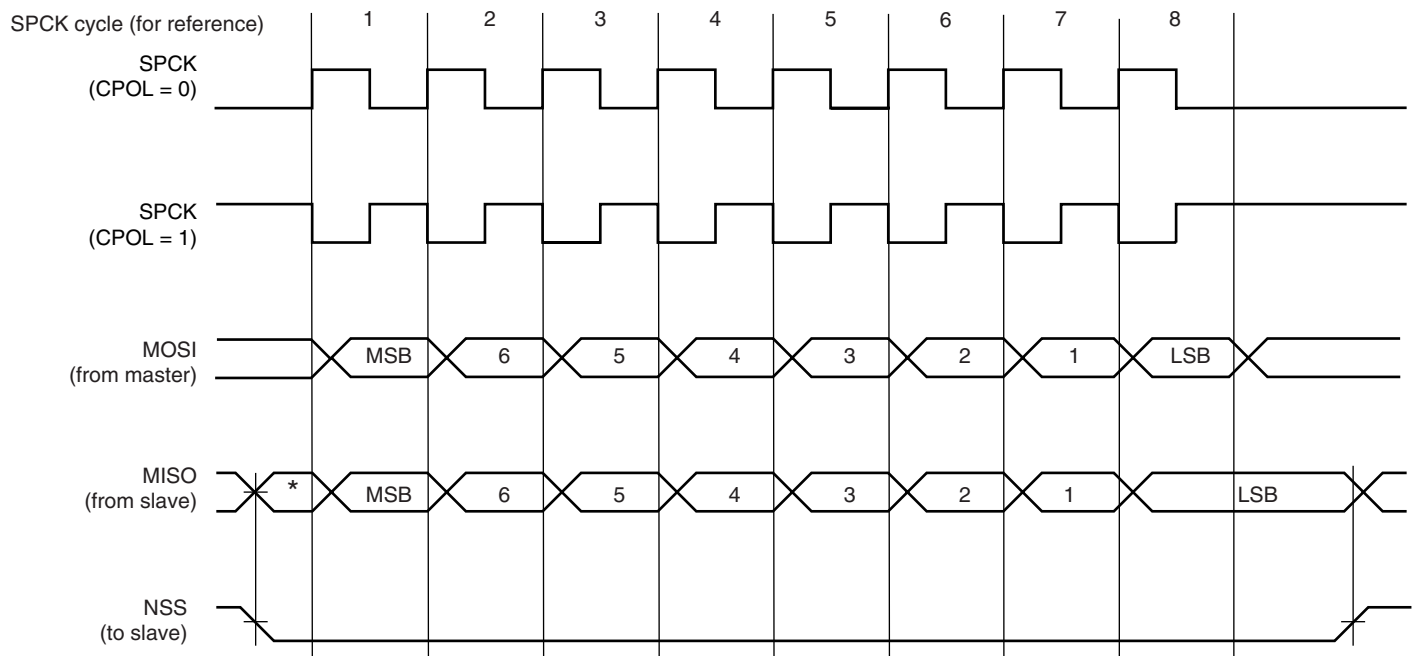 SPCK cycle (for reference) 1 2 3 4 5 6 7 8
SPCK
(CPOL = 0)
SPCK
(CPOL = 1)
MOSI
(from master)
MSB 6 5 4 3 2 1 LSB
MISO
(from slave)
* MSB 6 5 4 3 2 1 LSB
NSS
(to slave)